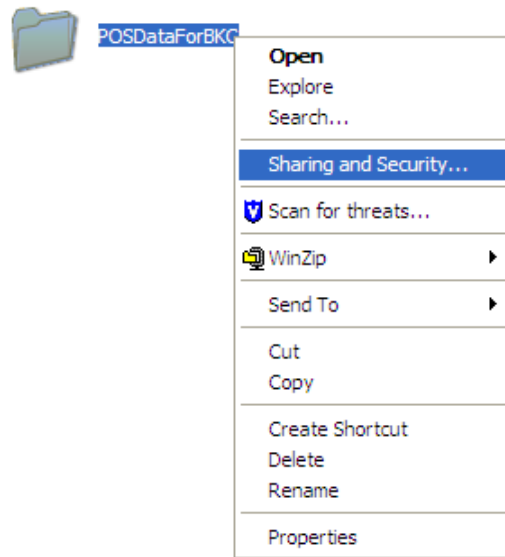 POSDataForBKG
Open
Explore
Search...
Sharing and Security...
Scan for threats...
WinZip
Send To
Cut
Copy
Create Shortcut
Delete
Rename
Properties